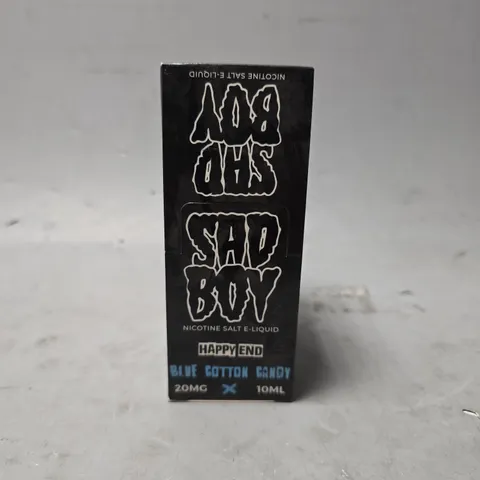 NICOTINE SALT E-LIQUID
SAD
BOY
SAD
BOY
NICOTINE SALT E-LIQUID
HAPPY END
BLUE COTTON CANDY
20MG X 10ML